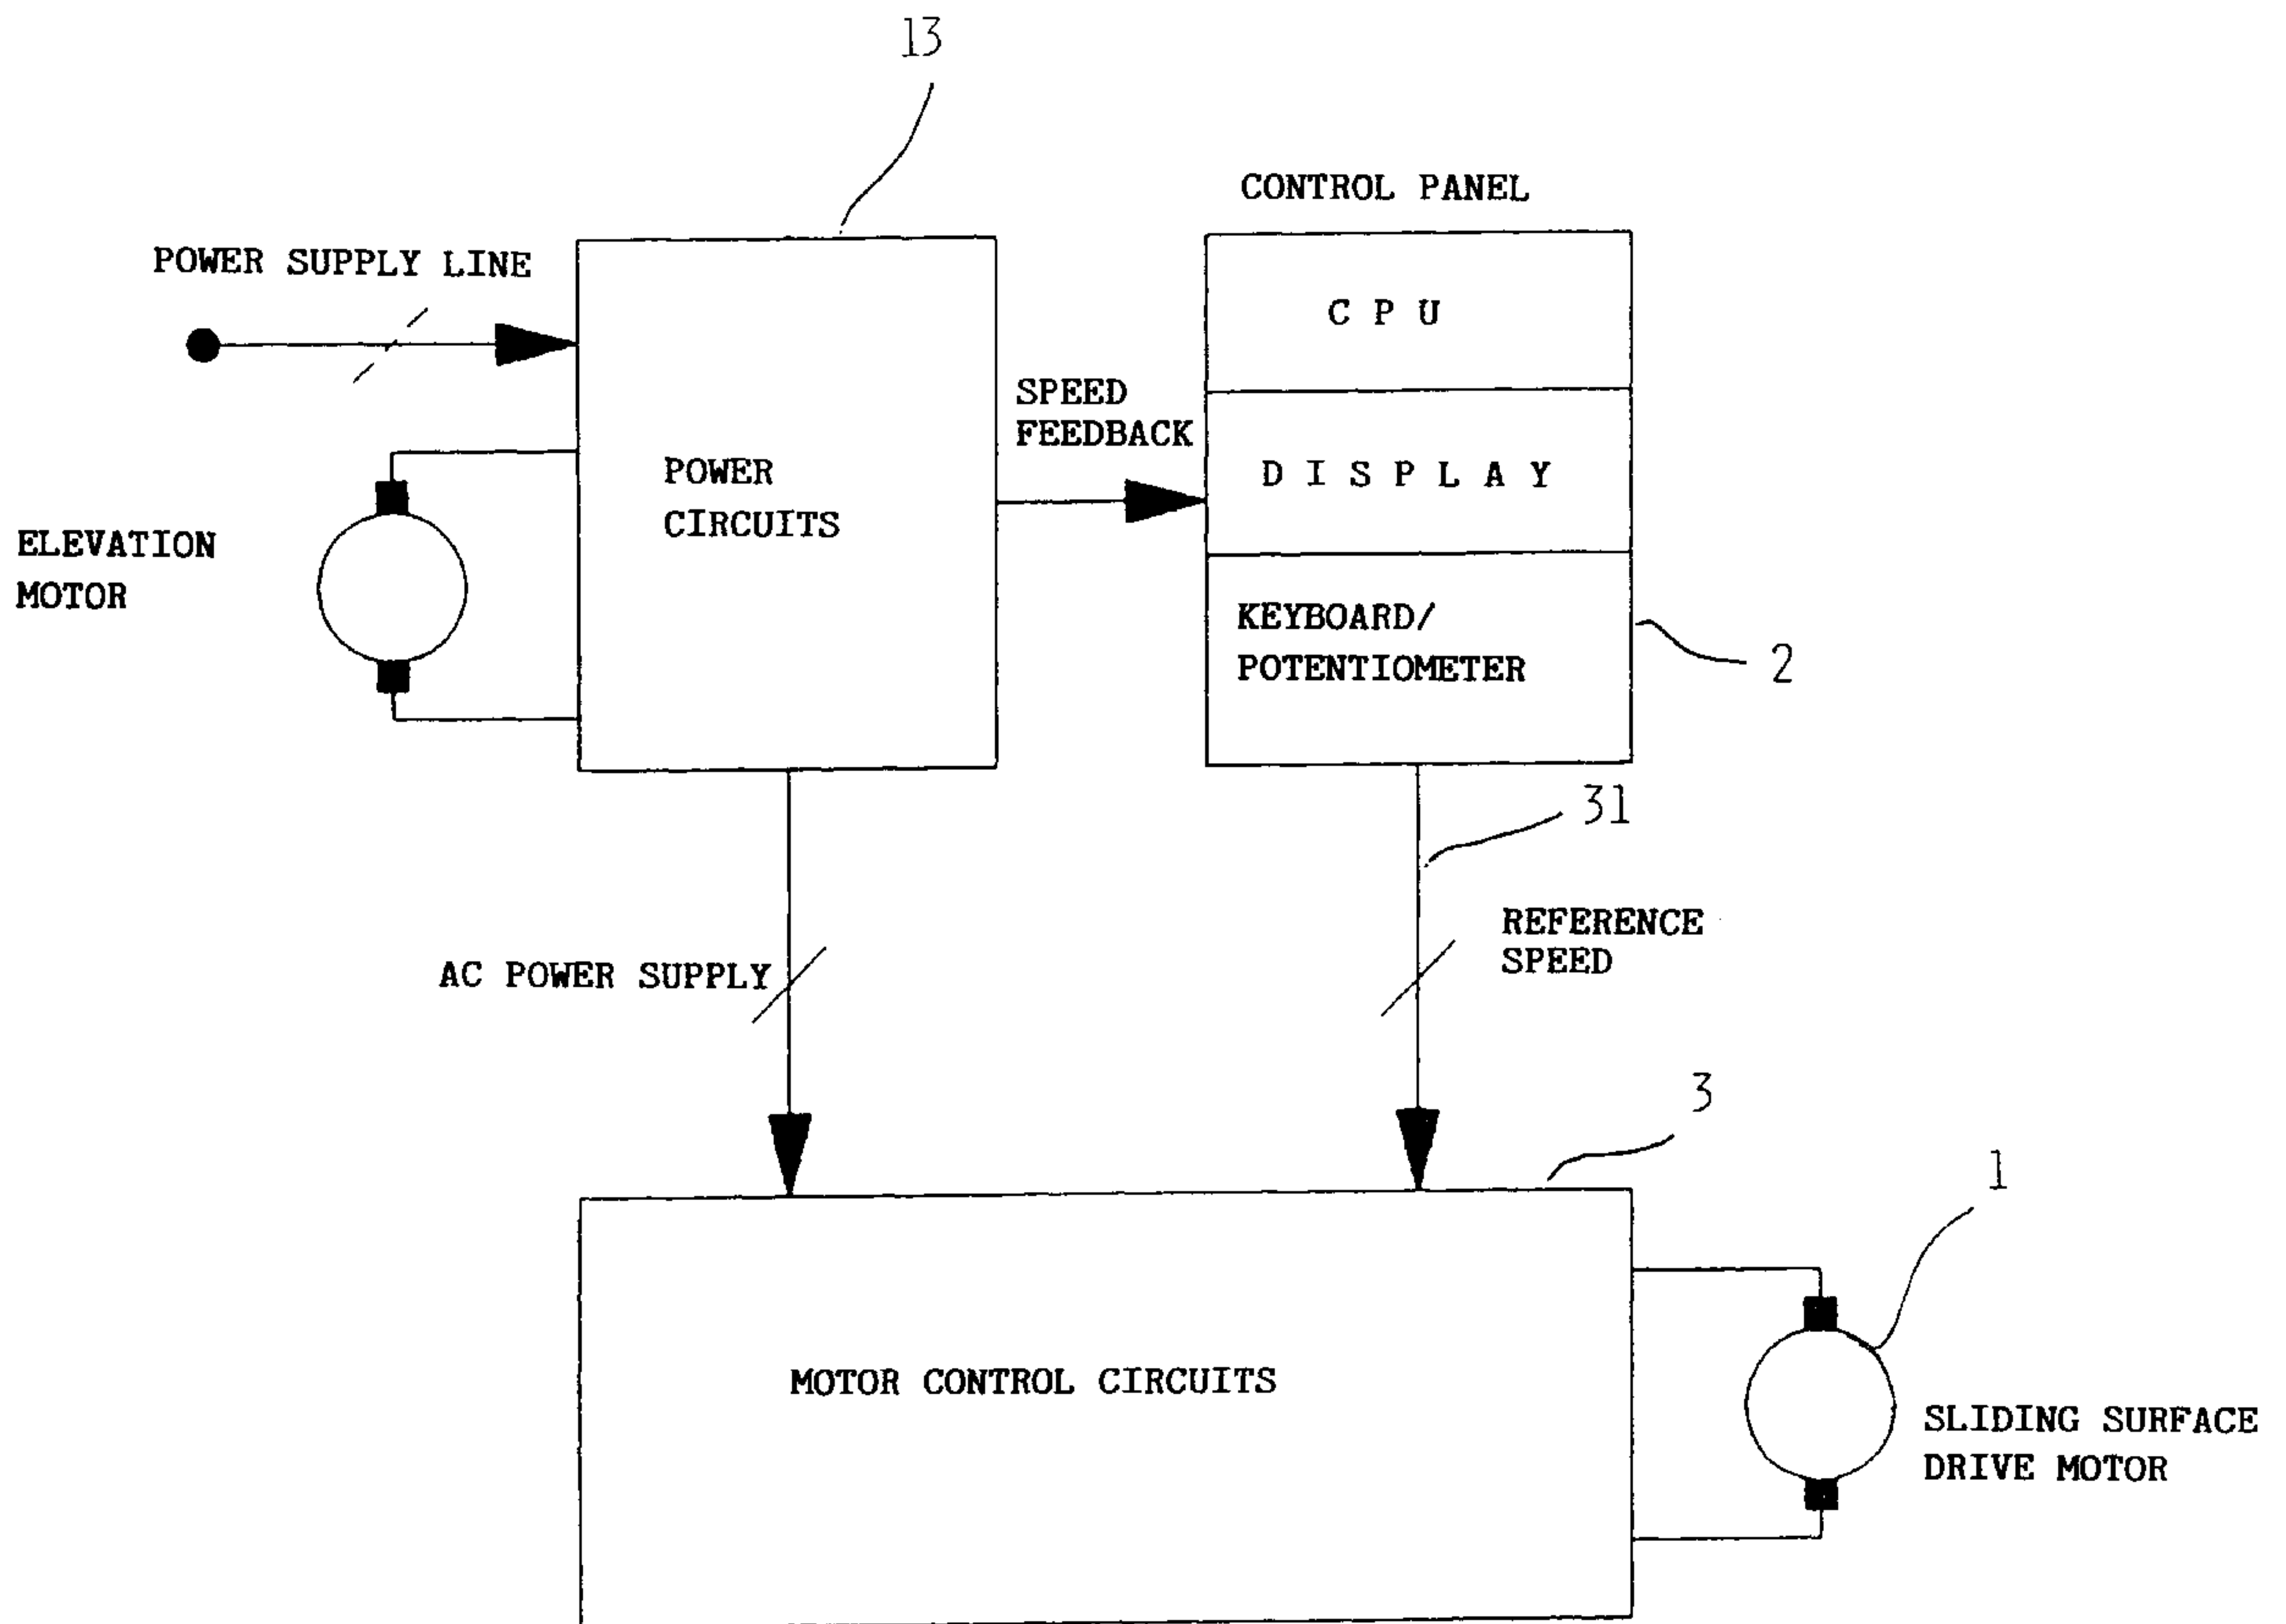 13
CONTROL PANEL
POWER SUPPLY LINE
C P U
SPEED
FEEDBACK
D I S P L A Y
POWER
CIRCUITS
ELEVATION
MOTOR
KEYBOARD/
POTENTIOMETER
2
31
REFERENCE
SPEED
AC POWER SUPPLY
3
1
MOTOR CONTROL CIRCUITS
SLIDING SURFACE
DRIVE MOTOR